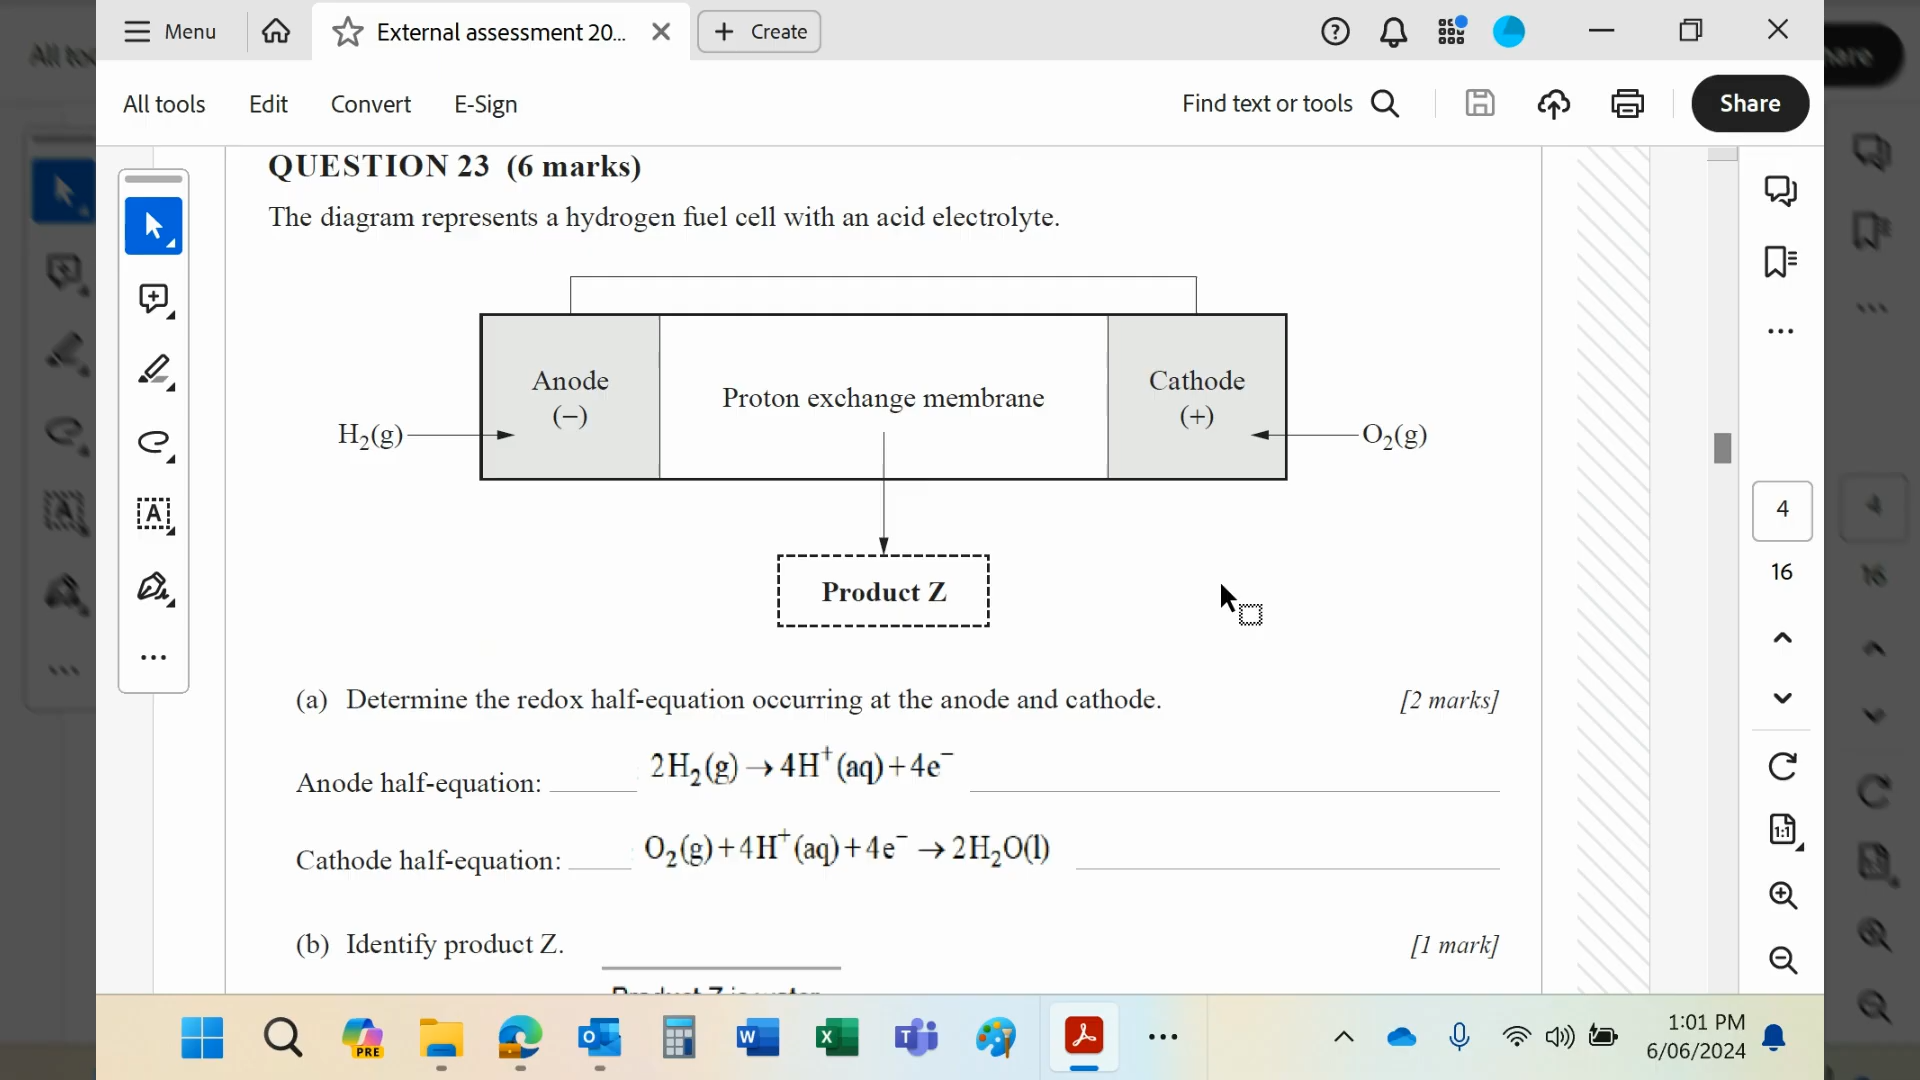 Menu
External assessment 20...
Create
All tools
Edit
Convert
E-Sign
Find text or tools
Share
QUESTION 23 (6 marks)
The diagram represents a hydrogen fuel cell with an acid electrolyte.
Anode
(−)
Proton exchange membrane
Cathode
(+)
H₂(g)
O₂(g)
Product Z
4
16
(a) Determine the redox half-equation occurring at the anode and cathode. [2 marks]
Anode half-equation: 2H₂(g) → 4H⁺(aq) + 4e⁻
Cathode half-equation: O₂(g) + 4H⁺(aq) + 4e⁻ → 2H₂O(l)
(b) Identify product Z. [1 mark]
Product Z is water
PRE
1:01 PM
6/06/2024